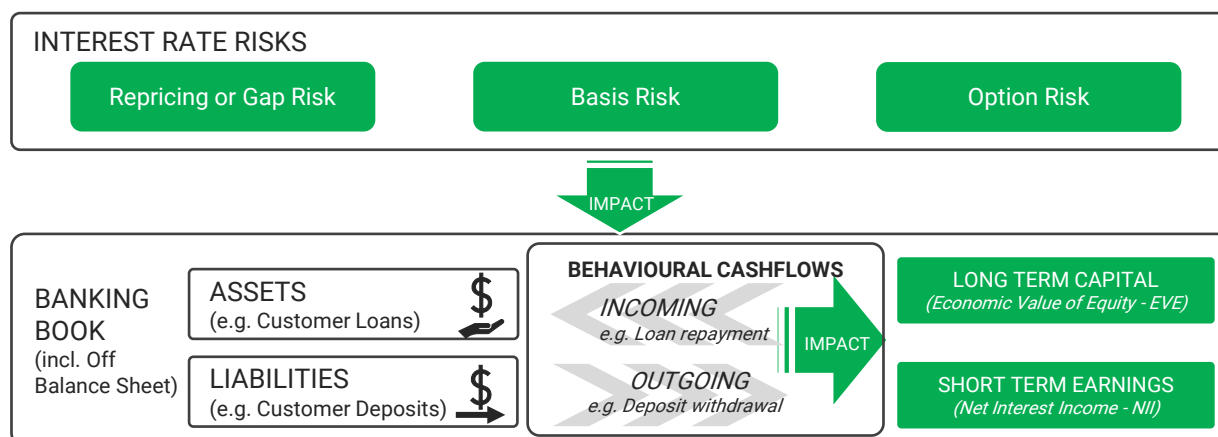 INTEREST RATE RISKS
Repricing or Gap Risk
Basis Risk
Option Risk
IMPACT
BANKING
BOOK
(incl. Off
Balance Sheet)
ASSETS
(e.g. Customer Loans)
$
LIABILITIES
(e.g. Customer Deposits)
$
BEHAVIOURAL CASHFLOWS
INCOMING
e.g. Loan repayment
OUTGOING
e.g. Deposit withdrawal
IMPACT
LONG TERM CAPITAL
(Economic Value of Equity - EVE)
SHORT TERM EARNINGS
(Net Interest Income - NII)